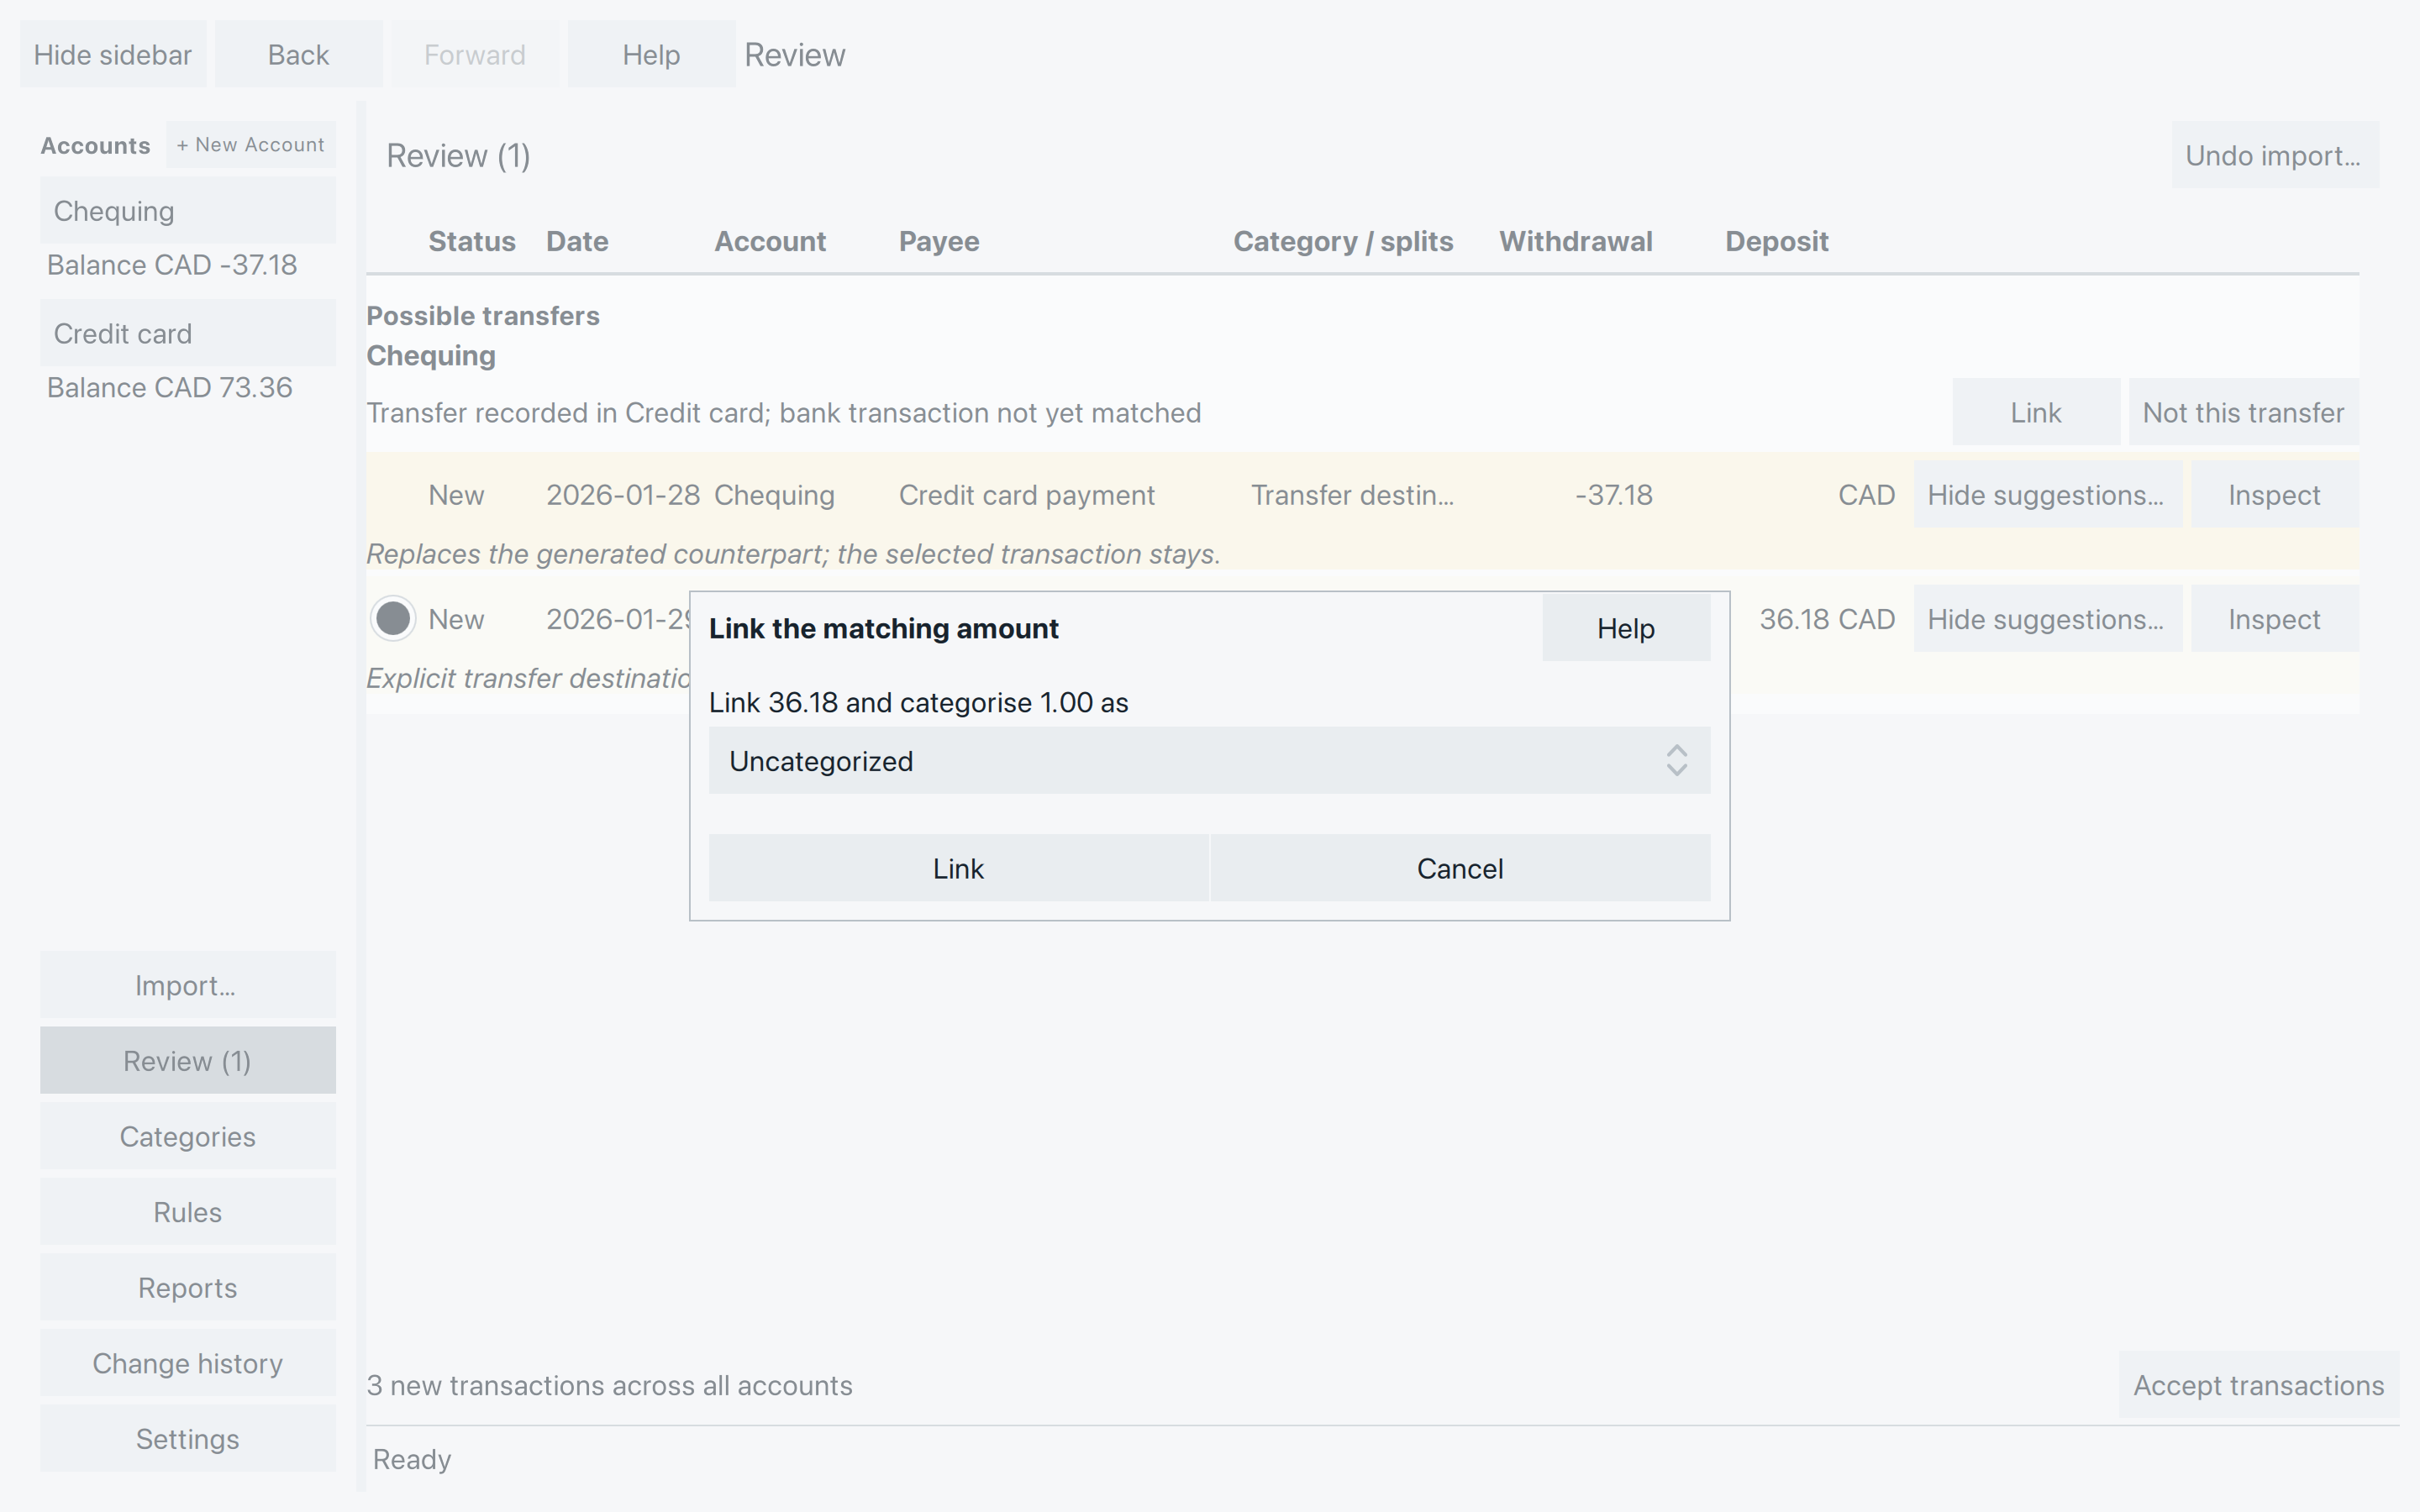 Hide sidebar Back Forward Help Review
Accounts + New Account
Chequing
Balance CAD -37.18
Credit card
Balance CAD 73.36
Import…
Review (1)
Categories
Rules
Reports
Change history
Settings
Review (1) Undo import…
Status Date Account Payee Category / splits Withdrawal Deposit
Possible transfers
Chequing
Transfer recorded in Credit card; bank transaction not yet matched Link Not this transfer
New 2026-01-28 Chequing Credit card payment Transfer destin… -37.18 CAD Hide suggestions… Inspect
Replaces the generated counterpart; the selected transaction stays.
New 2026-01-29 36.18 CAD Hide suggestions… Inspect
Explicit transfer
Link the matching amount Help
Link 36.18 and categorise 1.00 as
Uncategorized
Link Cancel
3 new transactions across all accounts Accept transactions
Ready